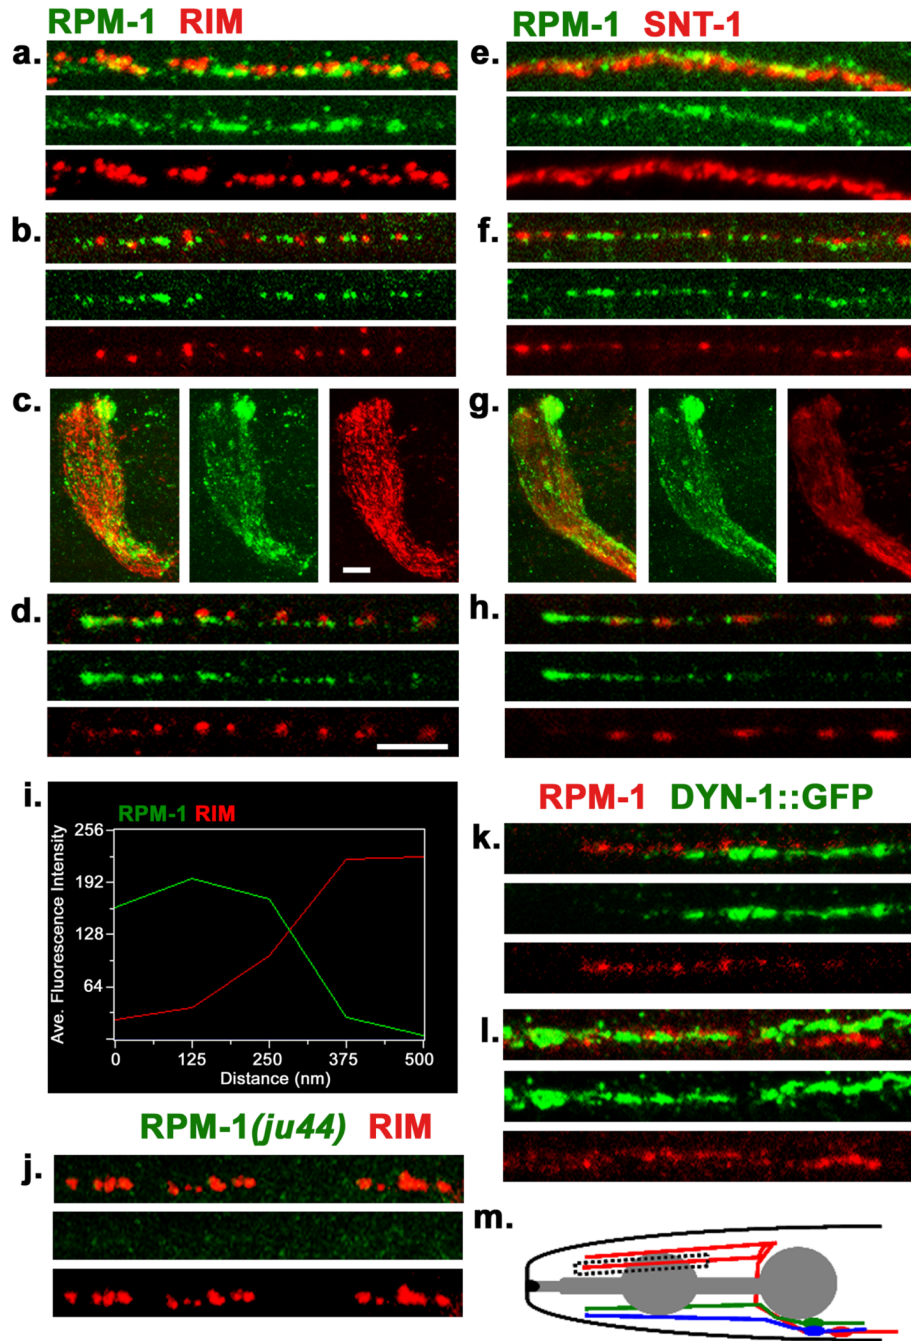 RPM-1 RIM
a.
b.
c.
d.
RPM-1 SNT-1
e.
f.
g.
h.
i.
RPM-1 RIM
Ave. Fluorescence Intensity
256
192
128
64
0 125 250 375 500
Distance (nm)
RPM-1(ju44) RIM
j.
RPM-1 DYN-1::GFP
k.
l.
m.